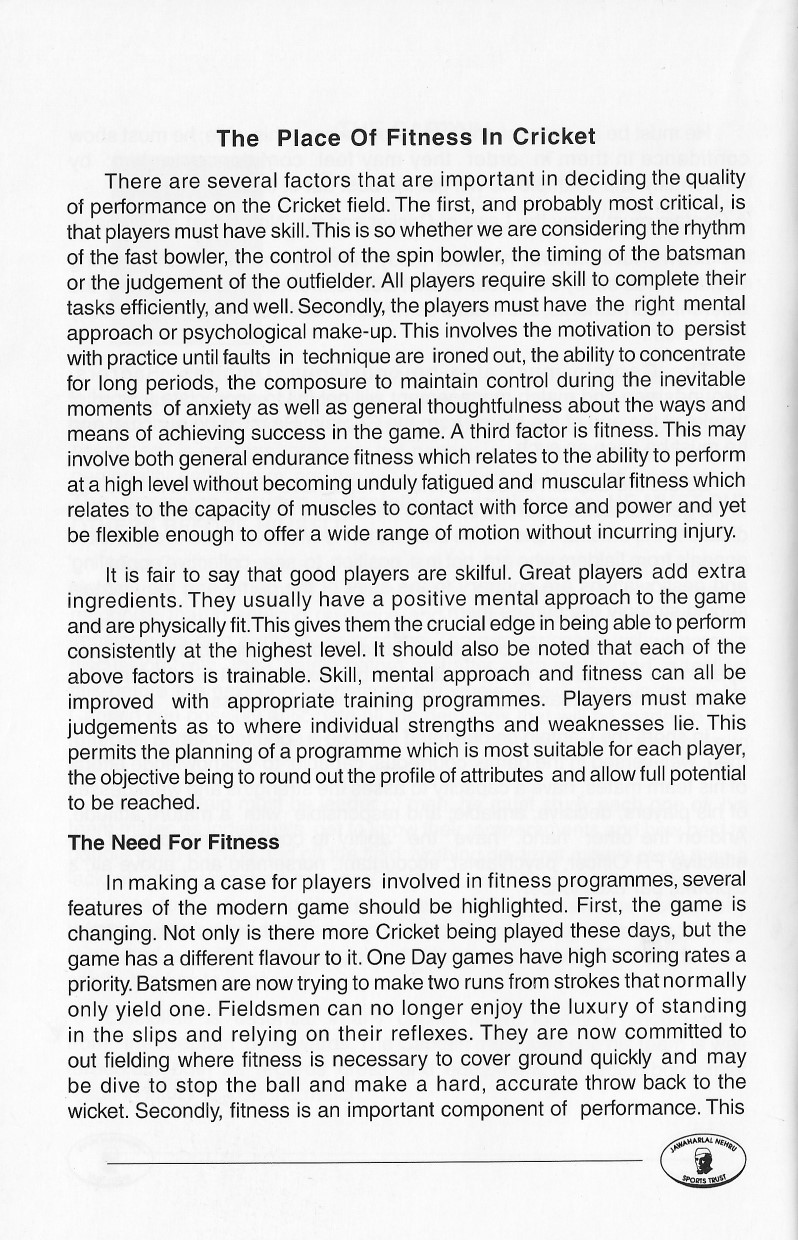 The Place Of Fitness In Cricket
There are several factors that are important in deciding the quality
of performance on the Cricket field. The first, and probably most critical, is
that players must have skill. This is so whether we are considering the rhythm
of the fast bowler, the control of the spin bowler, the timing of the batsman
or the judgement of the outfielder. All players require skill to complete their
tasks efficiently, and well. Secondly, the players must have the right mental
approach or psychological make-up. This involves the motivation to persist
with practice until faults in technique are ironed out, the ability to concentrate
for long periods, the composure to maintain control during the inevitable
moments of anxiety as well as general thoughtfulness about the ways and
means of achieving success in the game. A third factor is fitness. This may
involve both general endurance fitness which relates to the ability to perform
at a high level without becoming unduly fatigued and muscular fitness which
relates to the capacity of muscles to contact with force and power and yet
be flexible enough to offer a wide range of motion without incurring injury.
It is fair to say that good players are skilful. Great players add extra
ingredients. They usually have a positive mental approach to the game
and are physically fit.This gives them the crucial edge in being able to perform
consistently at the highest level. It should also be noted that each of the
above factors is trainable. Skill, mental approach and fitness can all be
improved with appropriate training programmes. Players must make
judgements as to where individual strengths and weaknesses lie. This
permits the planning of a programme which is most suitable for each player,
the objective being to round out the profile of attributes and allow full potential
to be reached.
The Need For Fitness
In making a case for players involved in fitness programmes, several
features of the modern game should be highlighted. First, the game is
changing. Not only is there more Cricket being played these days, but the
game has a different flavour to it. One Day games have high scoring rates a
priority. Batsmen are now trying to make two runs from strokes that normally
only yield one. Fieldsmen can no longer enjoy the luxury of standing
in the slips and relying on their reflexes. They are now committed to
out fielding where fitness is necessary to cover ground quickly and may
be dive to stop the ball and make a hard, accurate throw back to the
wicket. Secondly, fitness is an important component of performance. This
JAWAHARLAL NEHRU
SPORTS TRUST